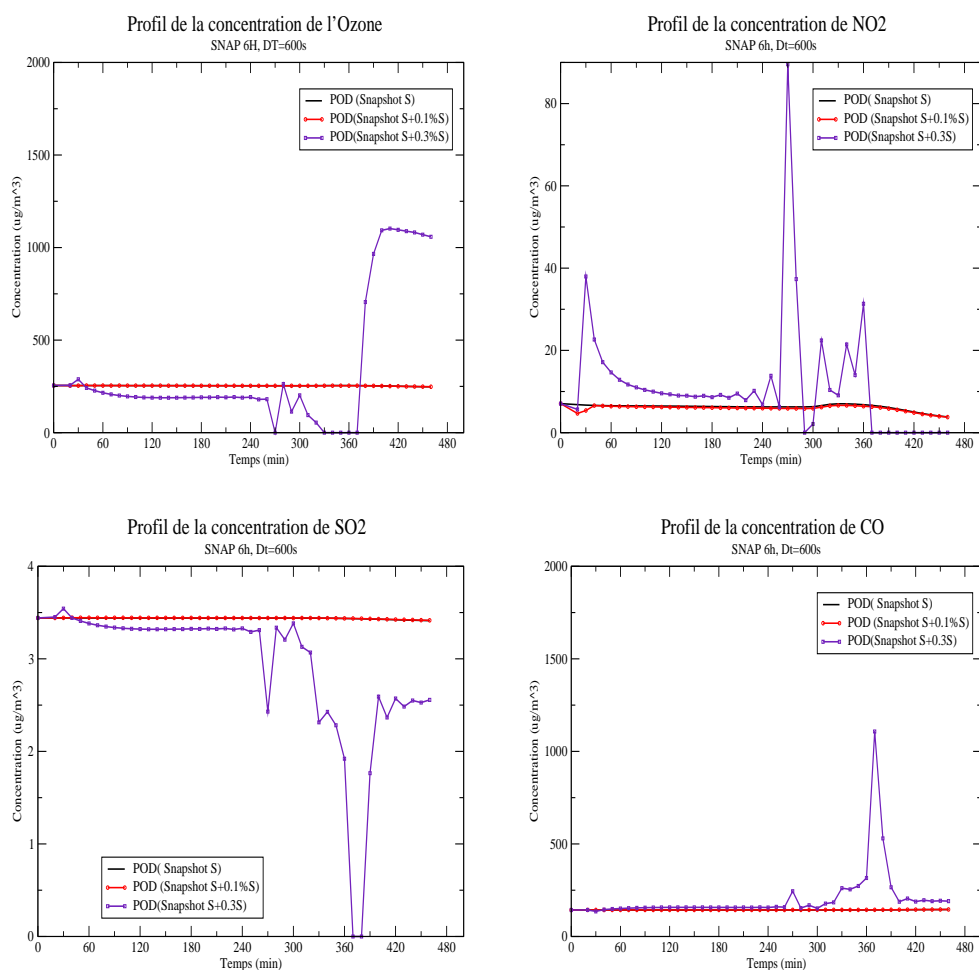 Profil de la concentration de l'Ozone
SNAP 6H, DT=600s
2000
1500
1000
500
0
Concentration (ug/m^3)
POD (Snapshot S)
POD (Snapshot S+0.1%S)
POD(Snapshot S+0.3%S)
0 60 120 180 240 300 360 420 480
Temps (min)
Profil de la concentration de NO2
SNAP 6h, Dt=600s
80
60
40
20
0
Concentration (ug/m^3)
POD( Snapshot S)
POD (Snapshot S+0.1%S)
POD(Snapshot S+0.3S)
0 60 120 180 240 300 360 420 480
Temps (min)
Profil de la concentration de SO2
SNAP 6h, Dt=600s
4
3
2
1
0
Concentration (ug/m^3)
POD( Snapshot S)
POD (Snapshot S+0.1%S)
POD(Snapshot S+0.3S)
0 60 120 180 240 300 360 420 480
Temps (min)
Profil de la concentration de CO
SNAP 6h, Dt=600s
2000
1500
1000
500
0
Concentration (ug/m^3)
POD( Snapshot S)
POD (Snapshot S+0.1%S)
POD(Snapshot S+0.3S)
0 60 120 180 240 300 360 420 480
Temps (min)